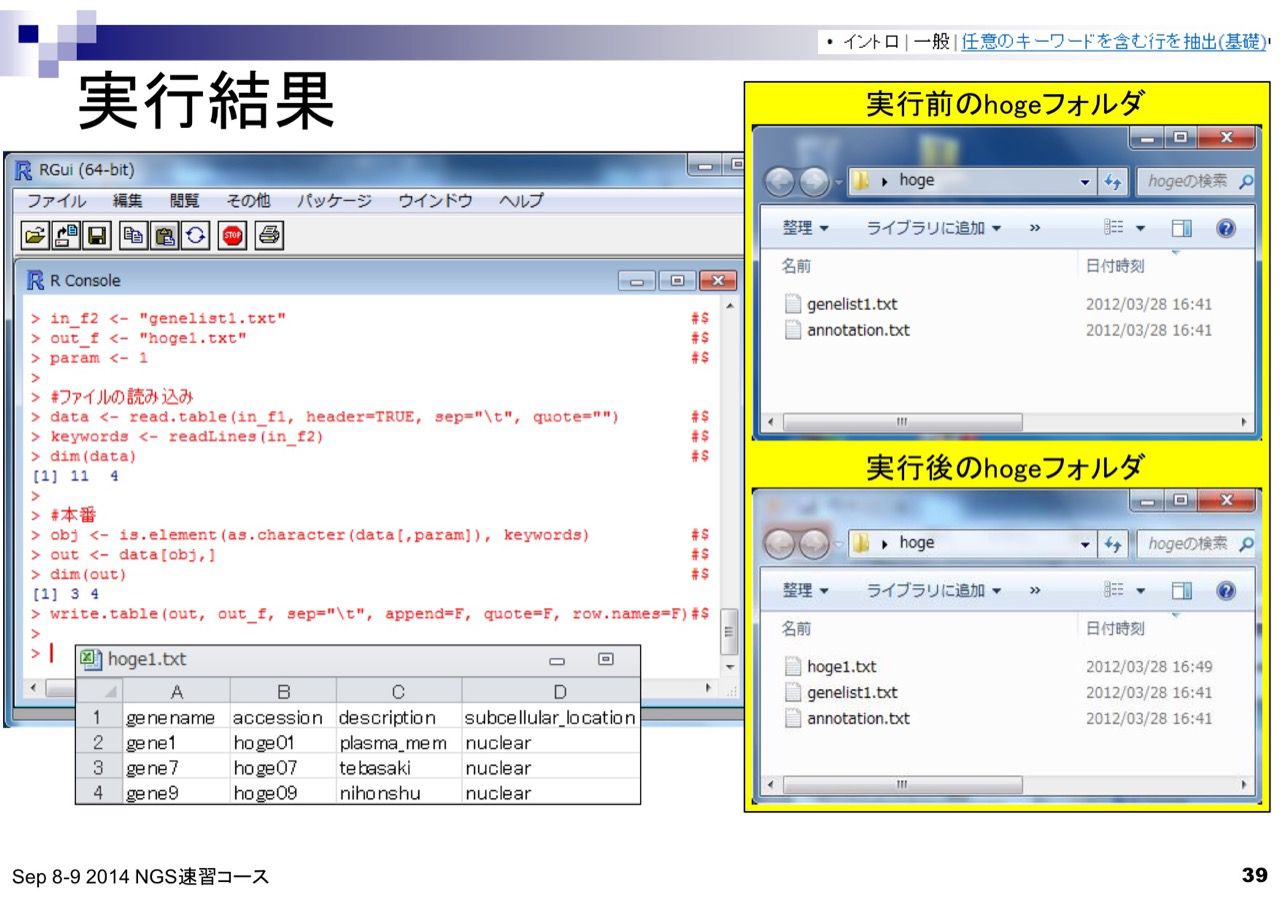 • イントロ | 一般 | 任意のキーワードを含む行を抽出(基礎)
実行結果
RGui (64-bit)
ファイル 編集 閲覧 その他 パッケージ ウインドウ ヘルプ
STOP
R Console
> in_f2 <- "genelist1.txt" #$
> out_f <- "hoge1.txt" #$
> param <- 1 #$
>
> #ファイルの読み込み
> data <- read.table(in_f1, header=TRUE, sep="\t", quote="") #$
> keywords <- readLines(in_f2) #$
> dim(data) #$
[1] 11 4
>
> #本番
> obj <- is.element(as.character(data[,param]), keywords) #$
> out <- data[obj,] #$
> dim(out) #$
[1] 3 4
> write.table(out, out_f, sep="\t", append=F, quote=F, row.names=F)#$
>
>
hoge1.txt
A B C D
1 genename accession description subcellular_location
2 gene1 hoge01 plasma_mem nuclear
3 gene7 hoge07 tebasaki nuclear
4 gene9 hoge09 nihonshu nuclear
実行前のhogeフォルダ
hoge hogeの検索
整理 ライブラリに追加 »
名前 日付時刻
genelist1.txt 2012/03/28 16:41
annotation.txt 2012/03/28 16:41
実行後のhogeフォルダ
hoge hogeの検索
整理 ライブラリに追加 »
名前 日付時刻
hoge1.txt 2012/03/28 16:49
genelist1.txt 2012/03/28 16:41
annotation.txt 2012/03/28 16:41
Sep 8-9 2014 NGS速習コース
39